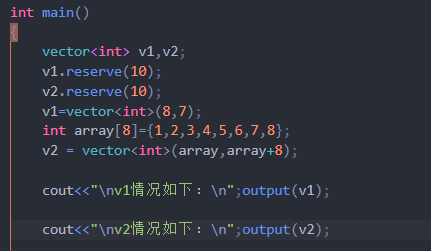 int main()
{
vector<int> v1,v2;
v1.reserve(10);
v2.reserve(10);
v1=vector<int>(8,7);
int array[8]={1,2,3,4,5,6,7,8};
v2 = vector<int>(array,array+8);
cout<<"\nv1情况如下：\n";output(v1);
cout<<"\nv2情况如下：\n";output(v2);